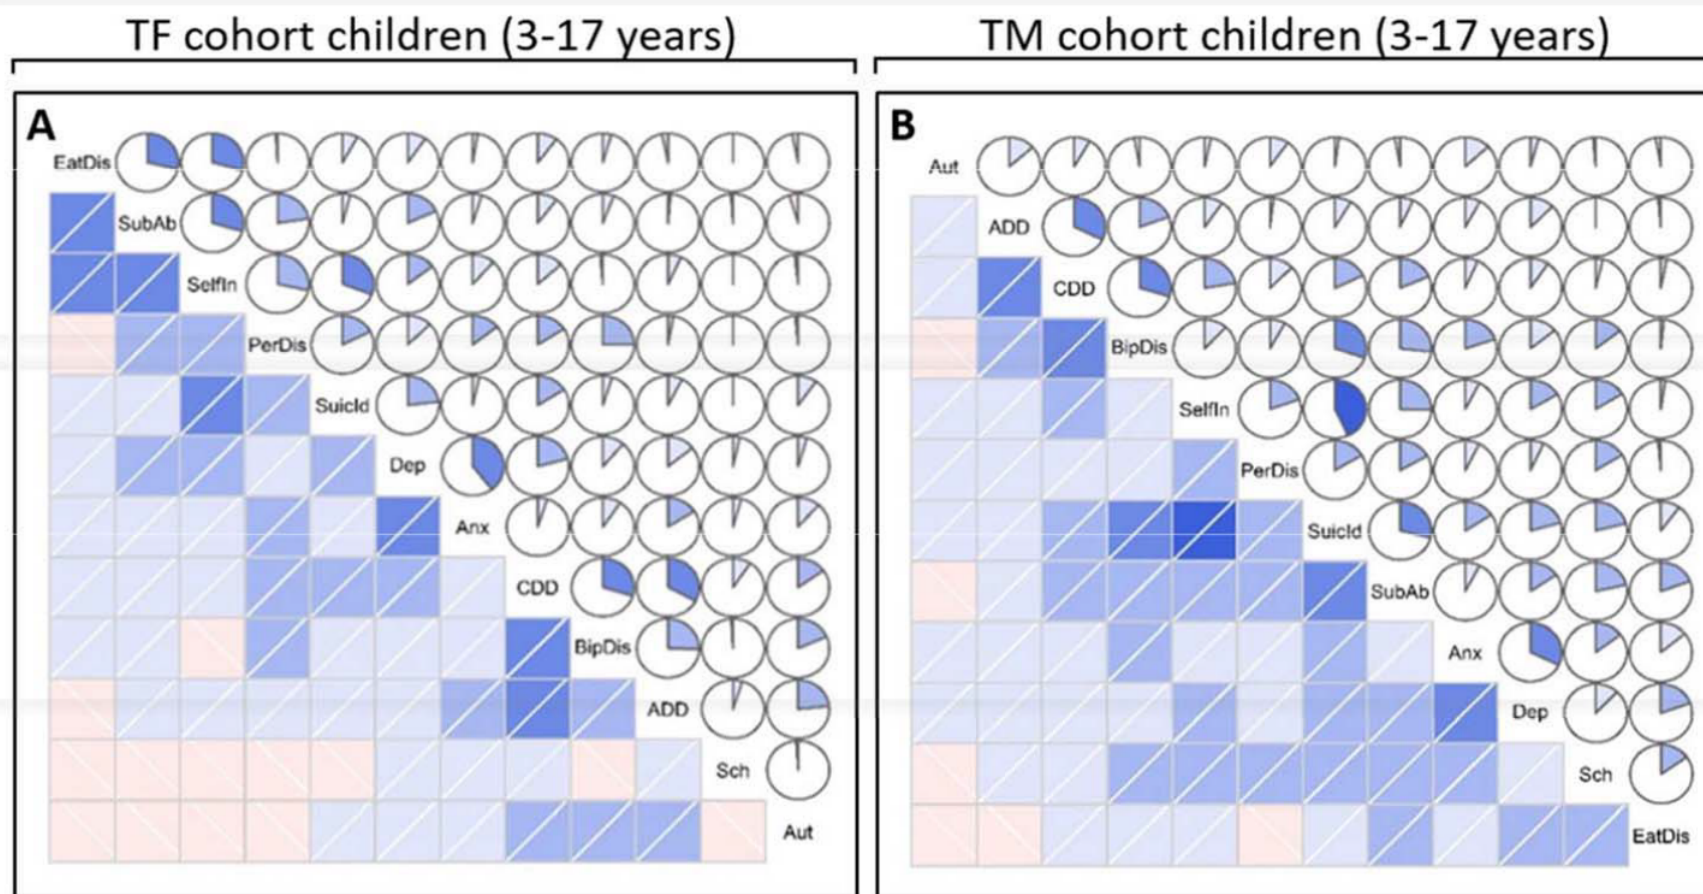 TF cohort children (3-17 years)
TM cohort children (3-17 years)
A
EatDis
SubAb
SelfIn
PerDis
SuicId
Dep
Anx
CDD
BipDis
ADD
Sch
Aut
B
Aut
ADD
CDD
BipDis
SelfIn
PerDis
SuicId
SubAb
Anx
Dep
Sch
EatDis